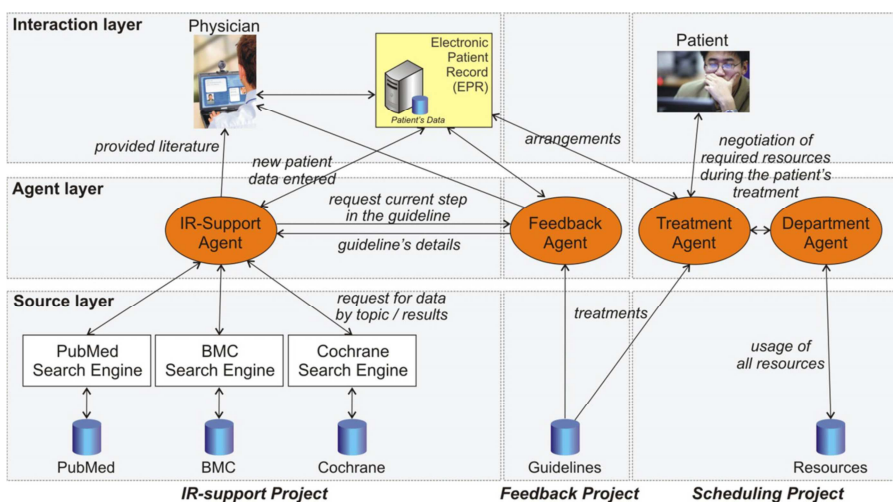 Interaction layer
Physician
Electronic
Patient
Record
(EPR)
Patient's Data
Patient
provided literature
new patient
data entered
arrangements
negotiation of
required resources
during the patient's
treatment
Agent layer
IR-Support
Agent
request current step
in the guideline
guideline's details
Feedback
Agent
Treatment
Agent
Department
Agent
Source layer
request for data
by topic / results
treatments
usage of
all resources
PubMed
Search Engine
BMC
Search Engine
Cochrane
Search Engine
PubMed
BMC
Cochrane
Guidelines
Resources
IR-support Project
Feedback Project
Scheduling Project